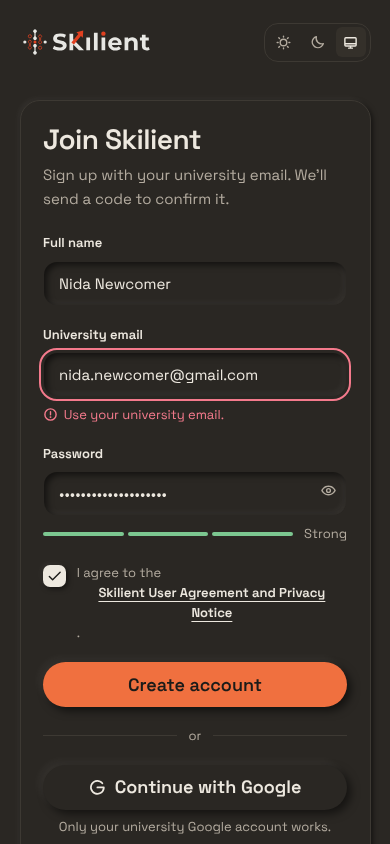 Skilient
Join Skilient
Sign up with your university email. We'll
send a code to confirm it.
Full name
Nida Newcomer
University email
nida.newcomer@gmail.com
Use your university email.
Password
••••••••••••••••••••
Strong
I agree to the
Skilient User Agreement and Privacy
Notice
.
Create account
or
Continue with Google
Only your university Google account works.